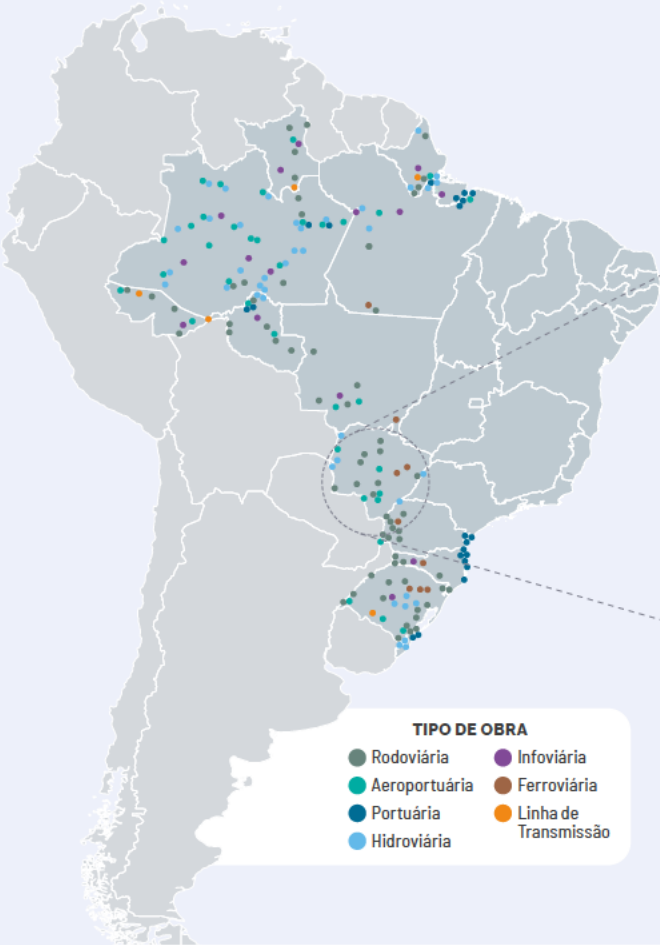 TIPO DE OBRA
Rodoviária
Aeroportuária
Portuária
Hidroviária
Infoviária
Ferroviária
Linha de
Transmissão